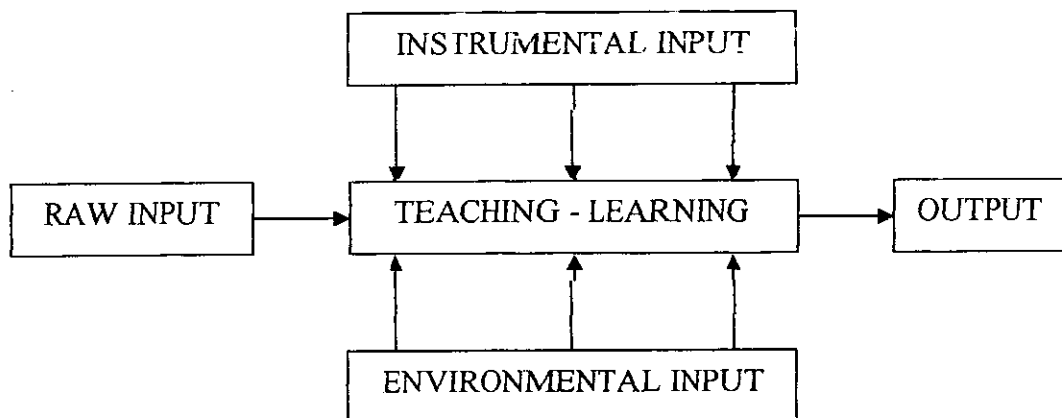 INSTRUMENTAL INPUT
RAW INPUT
TEACHING - LEARNING
OUTPUT
ENVIRONMENTAL INPUT